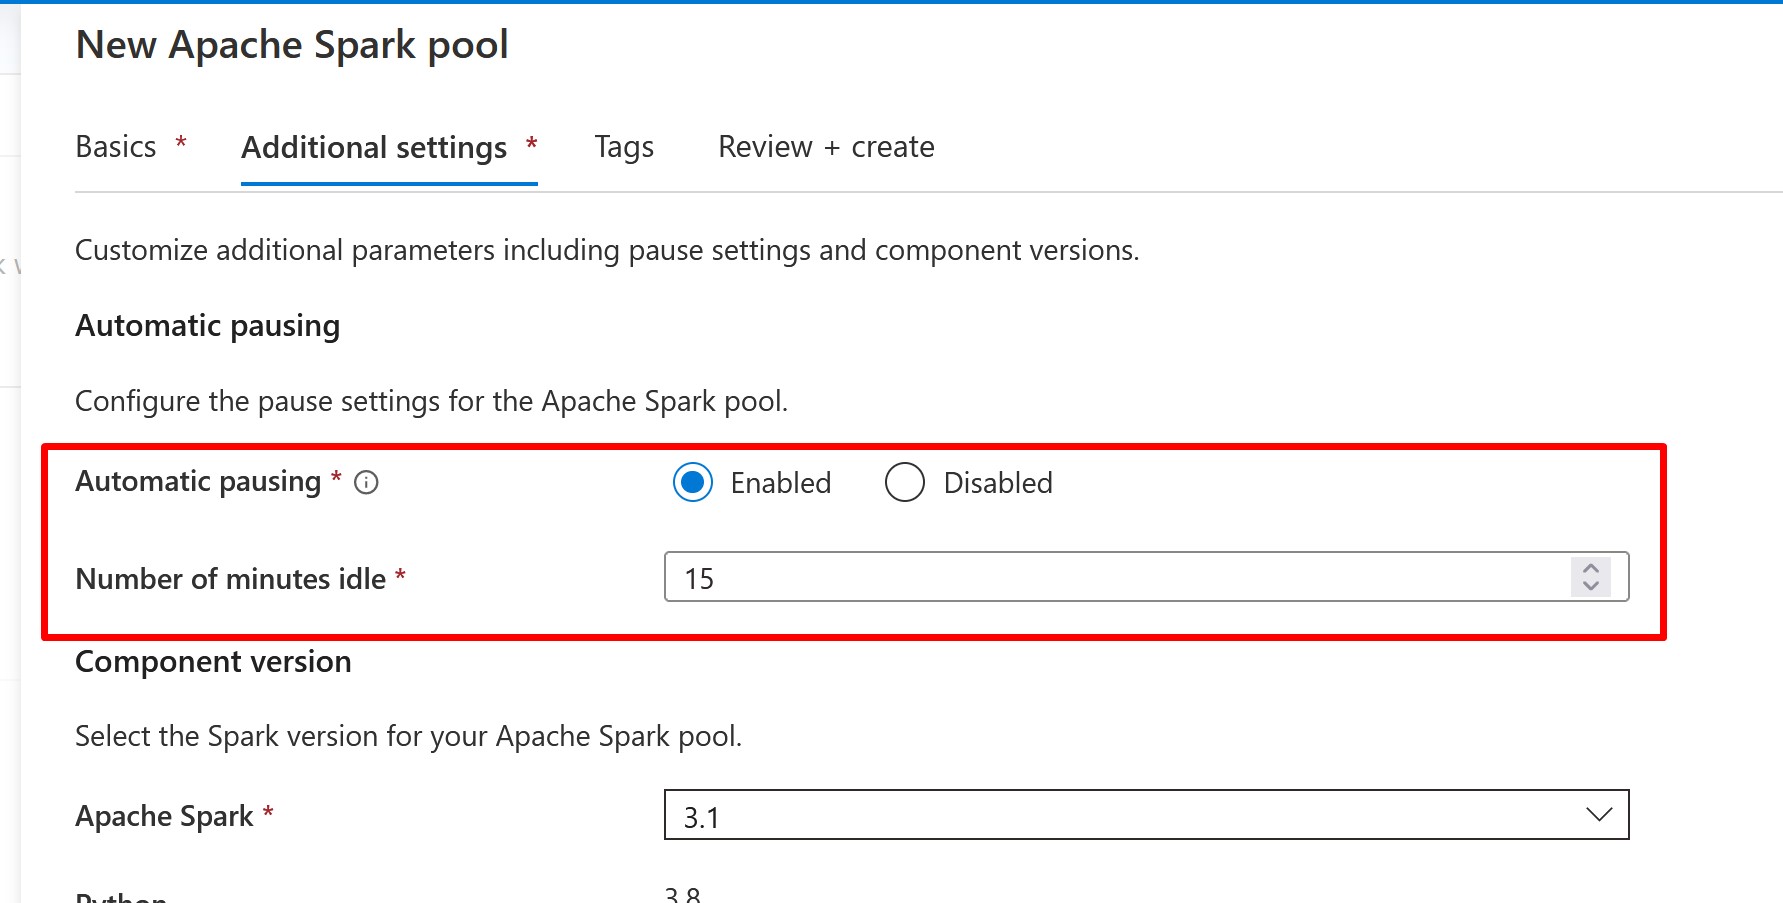 New Apache Spark pool
Basics * Additional settings * Tags Review + create
Customize additional parameters including pause settings and component versions.
Automatic pausing
Configure the pause settings for the Apache Spark pool.
Automatic pausing * Enabled Disabled
Number of minutes idle * 15
Component version
Select the Spark version for your Apache Spark pool.
Apache Spark * 3.1
Python 3.8